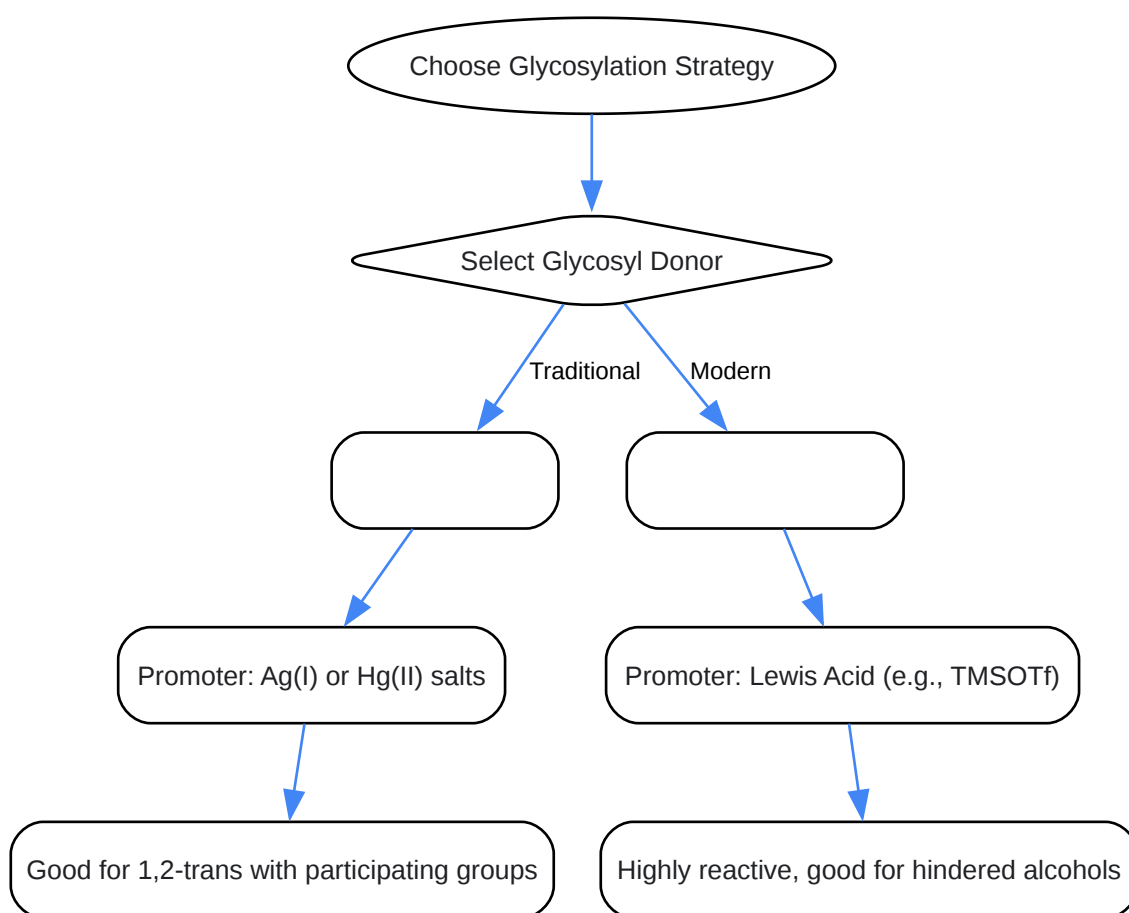 Choose Glycosylation Strategy
Select Glycosyl Donor
Traditional
Modern
Promoter: Ag(I) or Hg(II) salts
Promoter: Lewis Acid (e.g., TMSOTf)
Good for 1,2-trans with participating groups
Highly reactive, good for hindered alcohols